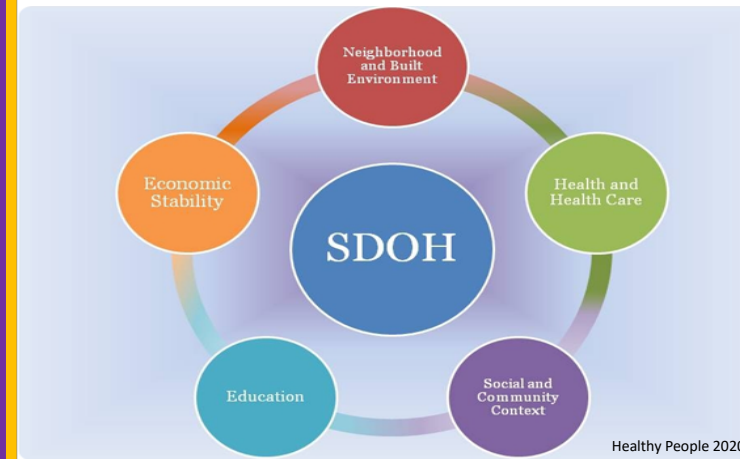 Neighborhood
and Built
Environment
Economic
Stability
Health and
Health Care
SDOH
Education
Social and
Community
Context
Healthy People 2020